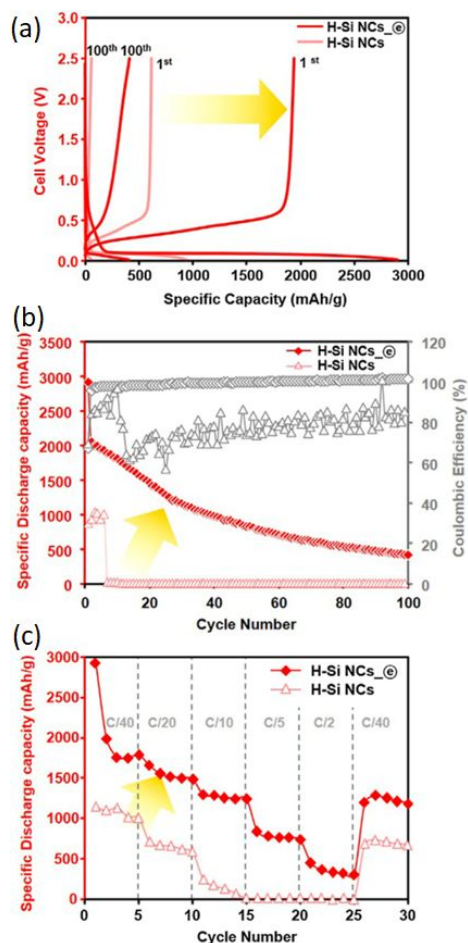 (a)
H-Si NCs_ⓔ
H-Si NCs
100th 100th
1st
1st
3.0
2.5
2.0
1.5
1.0
0.5
0.0
Cell Voltage (V)
0 500 1000 1500 2000 2500 3000
Specific Capacity (mAh/g)
(b)
H-Si NCs_ⓔ
H-Si NCs
3500
3000
2500
2000
1500
1000
500
0
Specific Discharge capacity (mAh/g)
120
100
80
60
40
20
0
Coulombic Efficiency (%)
0 20 40 60 80 100
Cycle Number
(c)
H-Si NCs_ⓔ
H-Si NCs
C/40 C/20 C/10 C/5 C/2 C/40
3000
2500
2000
1500
1000
500
0
Specific Discharge capacity (mAh/g)
0 5 10 15 20 25 30
Cycle Number